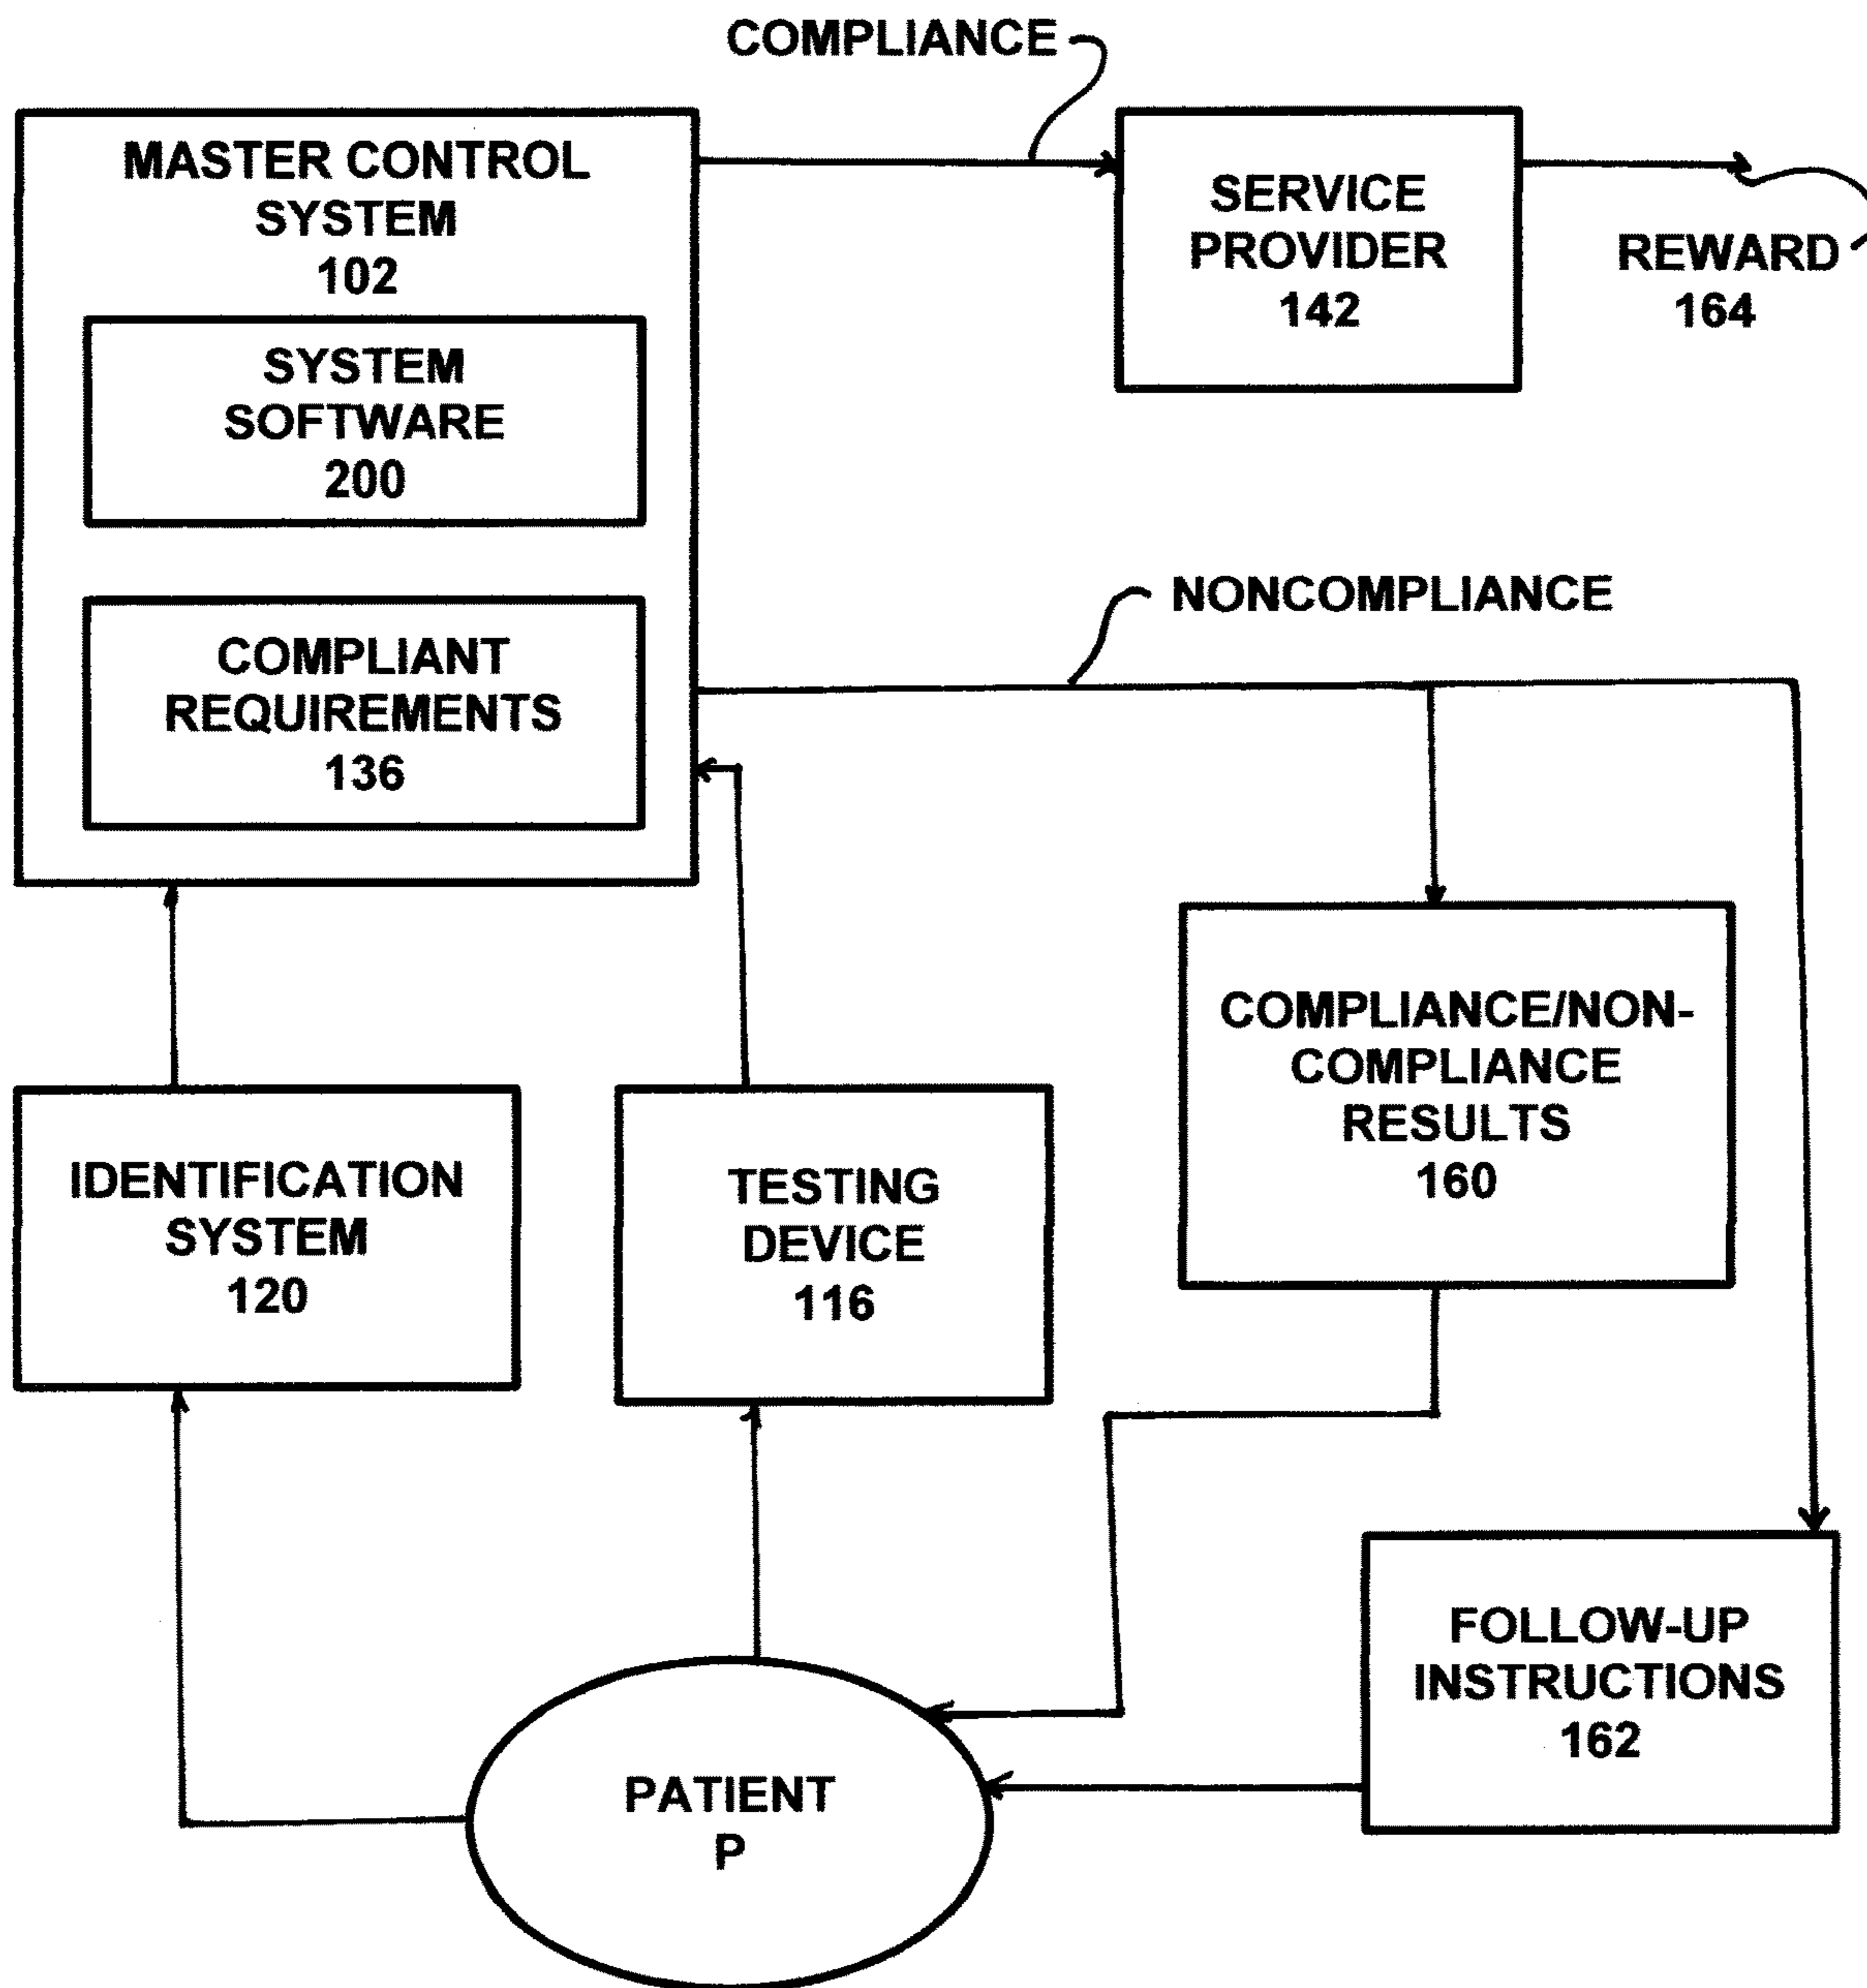 COMPLIANCE
MASTER CONTROL
SYSTEM
102
SYSTEM
SOFTWARE
200
COMPLIANT
REQUIREMENTS
136
SERVICE
PROVIDER
142
REWARD
164
NONCOMPLIANCE
COMPLIANCE/NON-
COMPLIANCE
RESULTS
160
IDENTIFICATION
SYSTEM
120
TESTING
DEVICE
116
FOLLOW-UP
INSTRUCTIONS
162
PATIENT
P